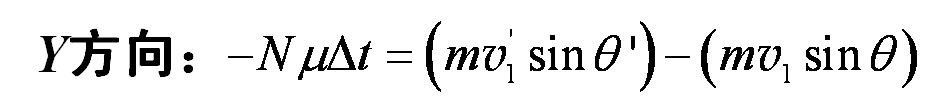 Y方向：−NμΔt = (mv₁' sin θ') − (mv₁ sin θ)